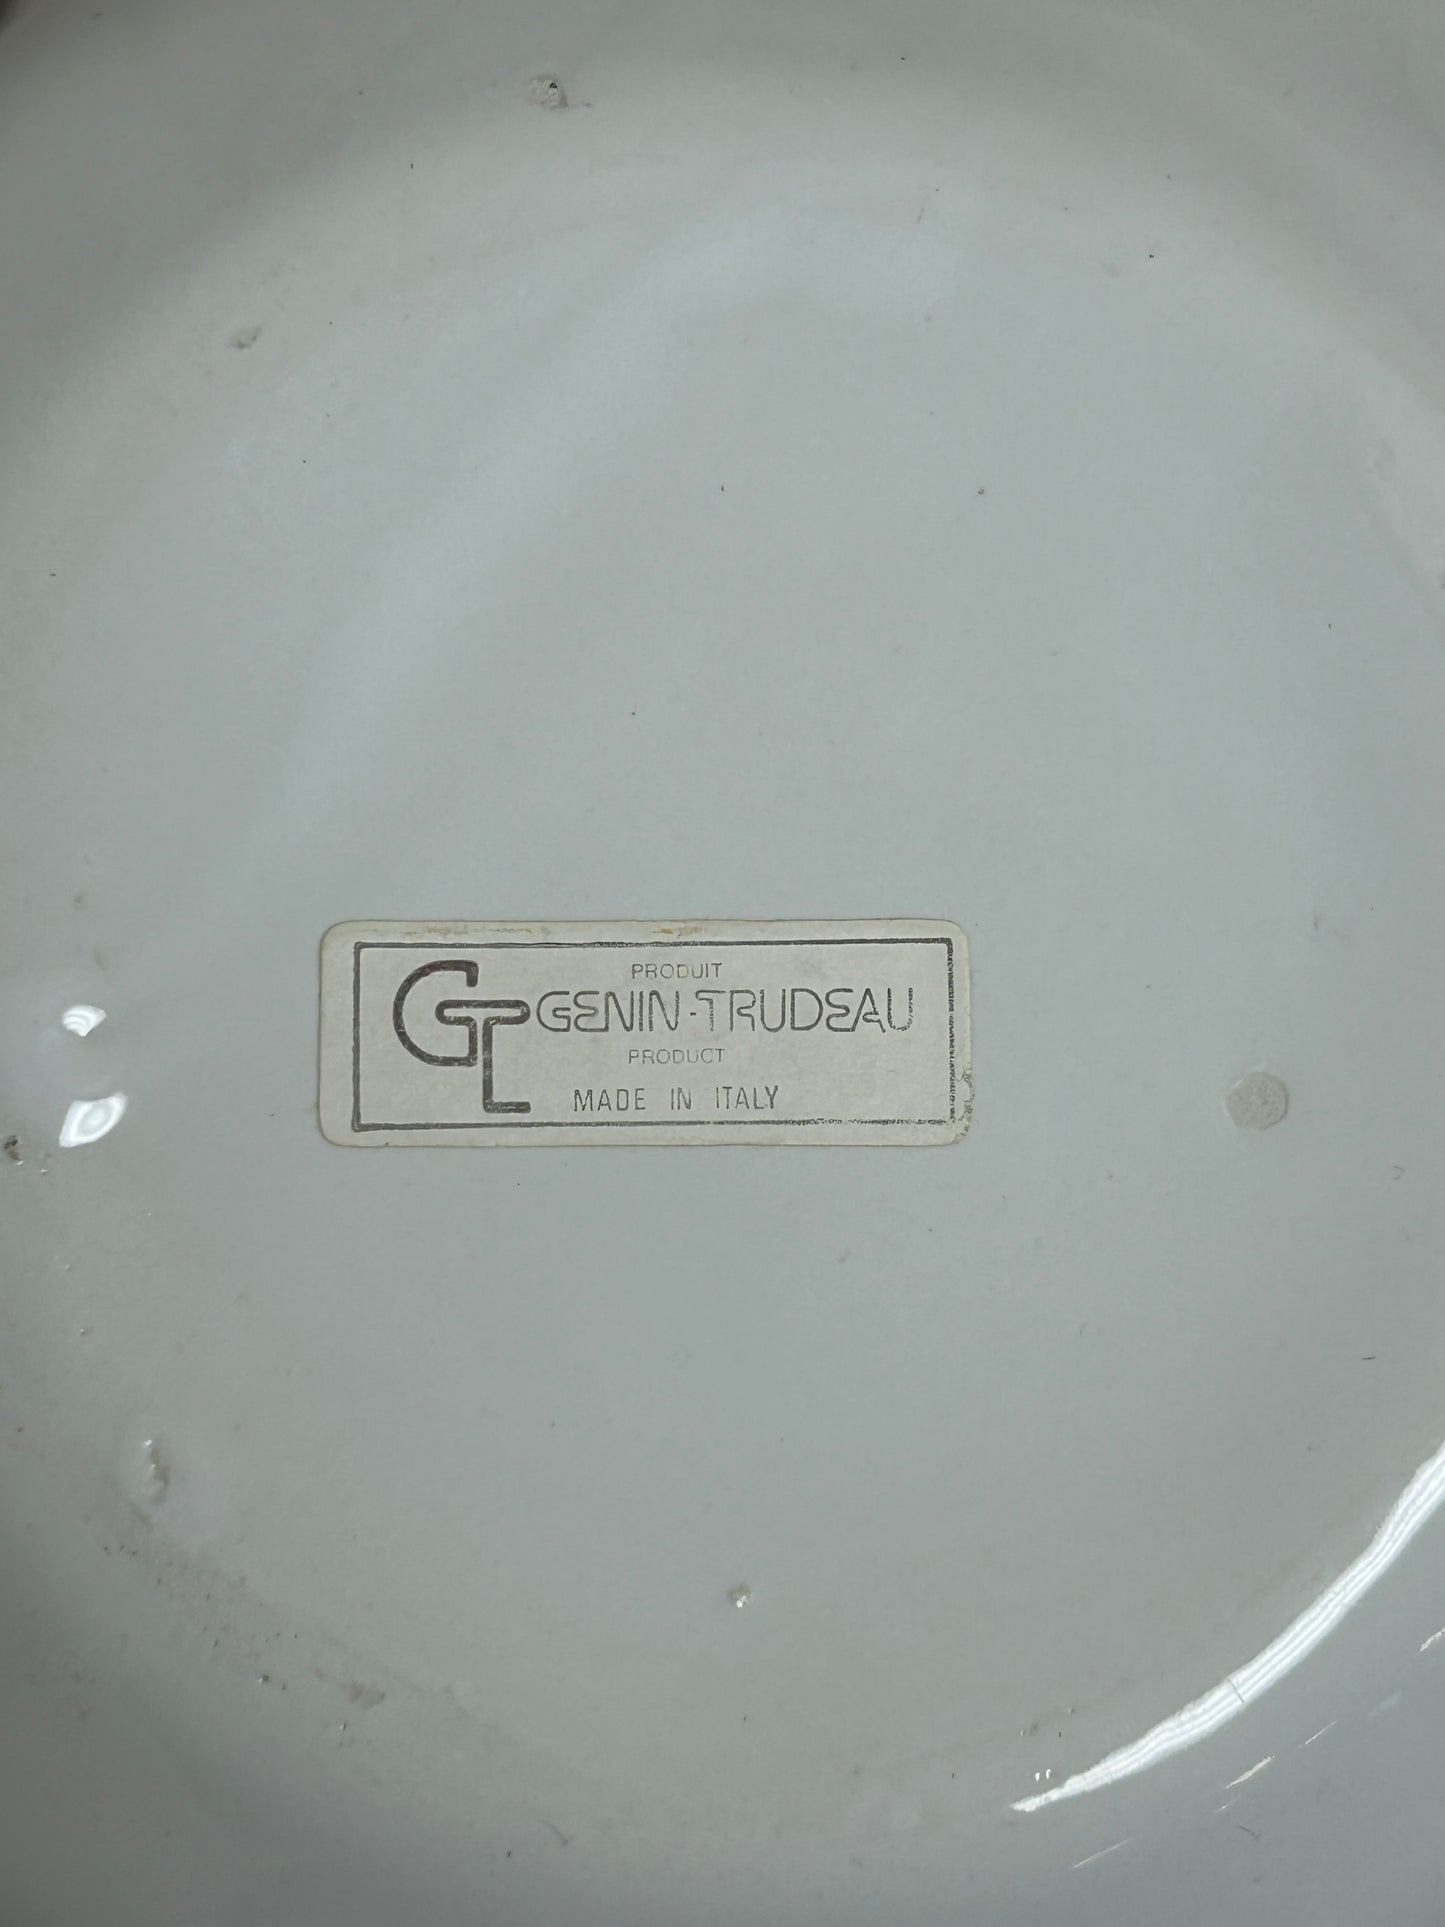 PRODUIT
GT GENIN-TRUDEAU
PRODUCT
MADE IN ITALY